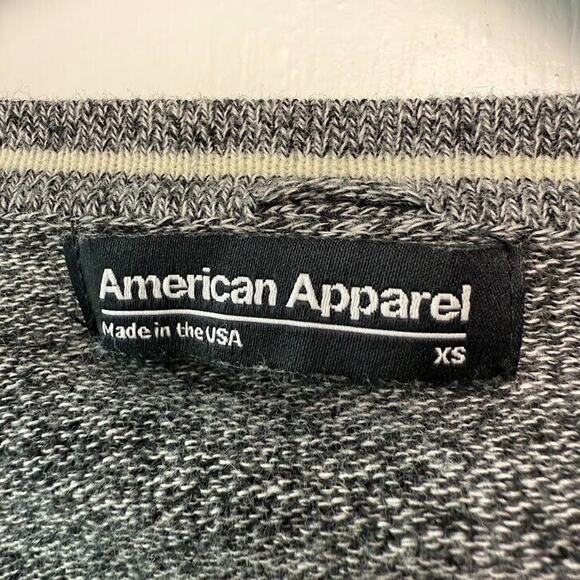 American Apparel
Made in the USA
XS